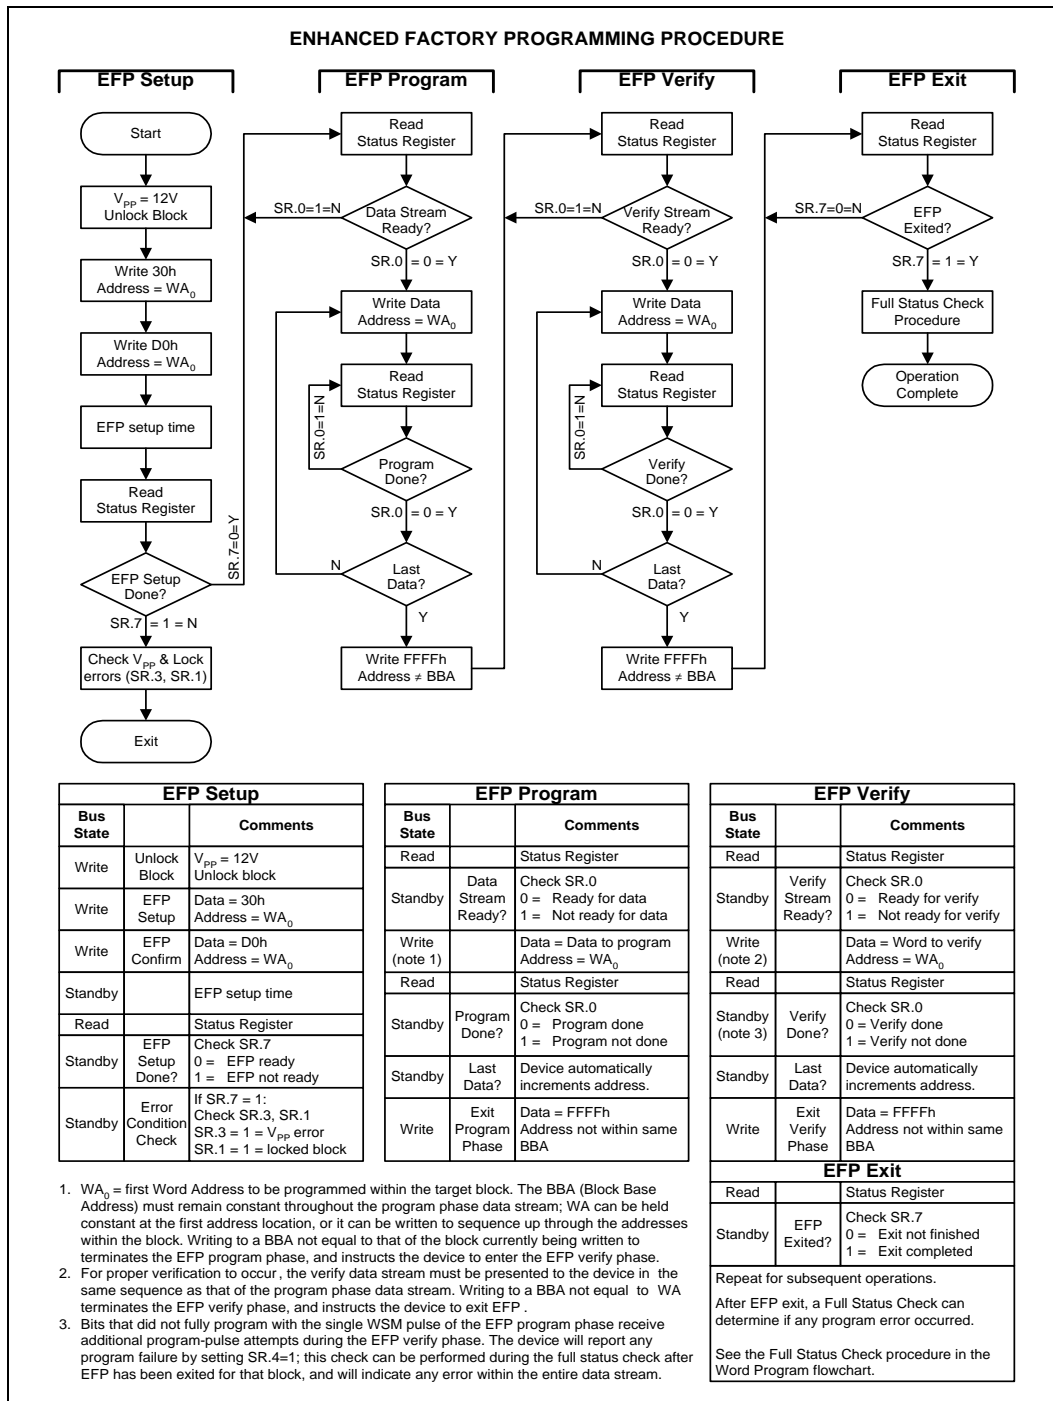 ENHANCED FACTORY PROGRAMMING PROCEDURE
EFP Setup
Start
V_PP = 12V
Unlock Block
Write 30h
Address = WA_0
Write D0h
Address = WA_0
EFP setup time
Read
Status Register
EFP Setup
Done?
SR.7=0=Y
SR.7 = 1 = N
Check V_PP & Lock
errors (SR.3, SR.1)
Exit
EFP Program
Read
Status Register
SR.0=1=N
Data Stream
Ready?
SR.0 = 0 = Y
Write Data
Address = WA_0
Read
Status Register
SR.0=1=N
Program
Done?
SR.0 = 0 = Y
N
Last
Data?
Y
Write FFFFh
Address ≠ BBA
EFP Verify
Read
Status Register
SR.0=1=N
Verify Stream
Ready?
SR.0 = 0 = Y
Write Data
Address = WA_0
Read
Status Register
SR.0=1=N
Verify
Done?
SR.0 = 0 = Y
N
Last
Data?
Y
Write FFFFh
Address ≠ BBA
EFP Exit
Read
Status Register
SR.7=0=N
EFP
Exited?
SR.7 = 1 = Y
Full Status Check
Procedure
Operation
Complete
EFP Setup
Bus
State
Comments
Write
Unlock
Block
V_PP = 12V
Unlock block
Write
EFP
Setup
Data = 30h
Address = WA_0
Write
EFP
Confirm
Data = D0h
Address = WA_0
Standby
EFP setup time
Read
Status Register
Standby
EFP
Setup
Done?
Check SR.7
0 = EFP ready
1 = EFP not ready
Standby
Error
Condition
Check
If SR.7 = 1:
Check SR.3, SR.1
SR.3 = 1 = V_PP error
SR.1 = 1 = locked block
EFP Program
Bus
State
Comments
Read
Status Register
Standby
Data
Stream
Ready?
Check SR.0
0 = Ready for data
1 = Not ready for data
Write
(note 1)
Data = Data to program
Address = WA_0
Read
Status Register
Standby
Program
Done?
Check SR.0
0 = Program done
1 = Program not done
Standby
Last
Data?
Device automatically
increments address.
Write
Exit
Program
Phase
Data = FFFFh
Address not within same
BBA
EFP Verify
Bus
State
Comments
Read
Status Register
Standby
Verify
Stream
Ready?
Check SR.0
0 = Ready for verify
1 = Not ready for verify
Write
(note 2)
Data = Word to verify
Address = WA_0
Read
Status Register
Standby
(note 3)
Verify
Done?
Check SR.0
0 = Verify done
1 = Verify not done
Standby
Last
Data?
Device automatically
increments address.
Write
Exit
Verify
Phase
Data = FFFFh
Address not within same
BBA
EFP Exit
Read
Status Register
Standby
EFP
Exited?
Check SR.7
0 = Exit not finished
1 = Exit completed
Repeat for subsequent operations.
After EFP exit, a Full Status Check can
determine if any program error occurred.
See the Full Status Check procedure in the
Word Program flowchart.
1. WA_0 = first Word Address to be programmed within the target block. The BBA (Block Base
Address) must remain constant throughout the program phase data stream; WA can be held
constant at the first address location, or it can be written to sequence up through the addresses
within the block. Writing to a BBA not equal to that of the block currently being written to
terminates the EFP program phase, and instructs the device to enter the EFP verify phase.
2. For proper verification to occur, the verify data stream must be presented to the device in the
same sequence as that of the program phase data stream. Writing to a BBA not equal to WA
terminates the EFP verify phase, and instructs the device to exit EFP .
3. Bits that did not fully program with the single WSM pulse of the EFP program phase receive
additional program-pulse attempts during the EFP verify phase. The device will report any
program failure by setting SR.4=1; this check can be performed during the full status check after
EFP has been exited for that block, and will indicate any error within the entire data stream.